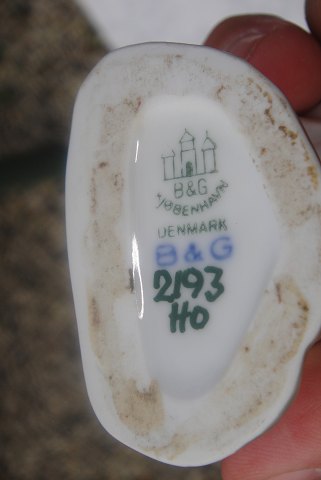 B&G
KJØBENHAVN
DENMARK
B & G
2193
HO